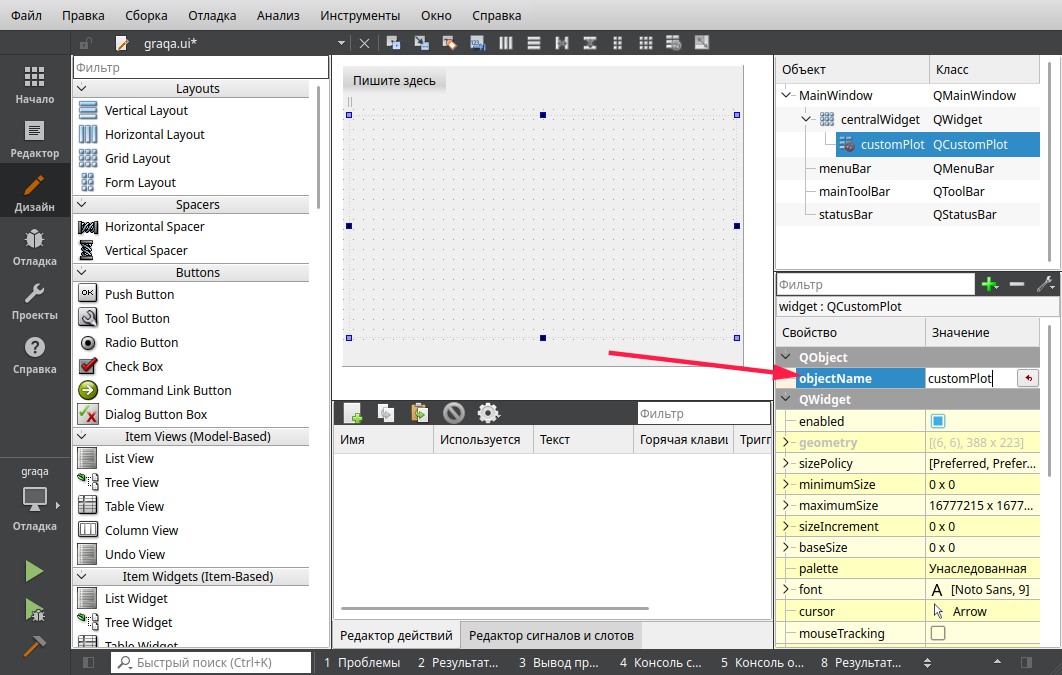 Файл Правка Сборка Отладка Анализ Инструменты Окно Справка
graqa.ui*
Начало
Редактор
Дизайн
Отладка
Проекты
Справка
graqa
Отладка
Фильтр
Layouts
Vertical Layout
Horizontal Layout
Grid Layout
Form Layout
Spacers
Horizontal Spacer
Vertical Spacer
Buttons
OK Push Button
Tool Button
Radio Button
Check Box
Command Link Button
Dialog Button Box
Item Views (Model-Based)
List View
Tree View
Table View
Column View
Undo View
Item Widgets (Item-Based)
List Widget
Tree Widget
Table Widget
Пишите здесь
Фильтр
Имя Используется Текст Горячая клавиш Тригг
Редактор действий Редактор сигналов и слотов
Объект Класс
MainWindow QMainWindow
centralWidget QWidget
customPlot QCustomPlot
menuBar QMenuBar
mainToolBar QToolBar
statusBar QStatusBar
Фильтр
widget : QCustomPlot
Свойство Значение
QObject
objectName customPlot
QWidget
enabled
geometry [(6, 6), 388 x 223]
sizePolicy [Preferred, Prefer...
minimumSize 0 x 0
maximumSize 16777215 x 1677...
sizeIncrement 0 x 0
baseSize 0 x 0
palette Унаследованная
font A [Noto Sans, 9]
cursor Arrow
mouseTracking
Быстрый поиск (Ctrl+K) 1 Проблемы 2 Результат... 3 Вывод пр... 4 Консоль с... 5 Консоль о... 8 Результат...